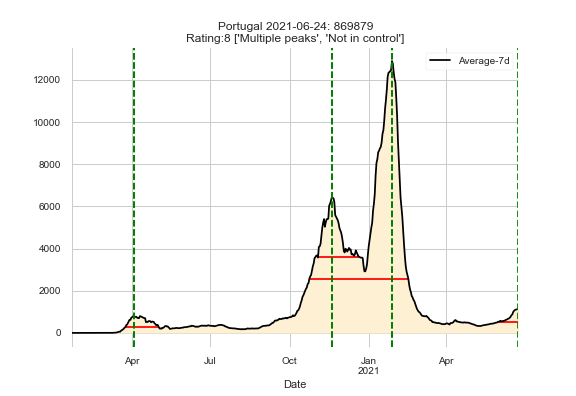 Portugal 2021-06-24: 869879
Rating:8 ['Multiple peaks', 'Not in control']
Average-7d
12000
10000
8000
6000
4000
2000
0
Apr
Jul
Oct
Jan
2021
Apr
Date